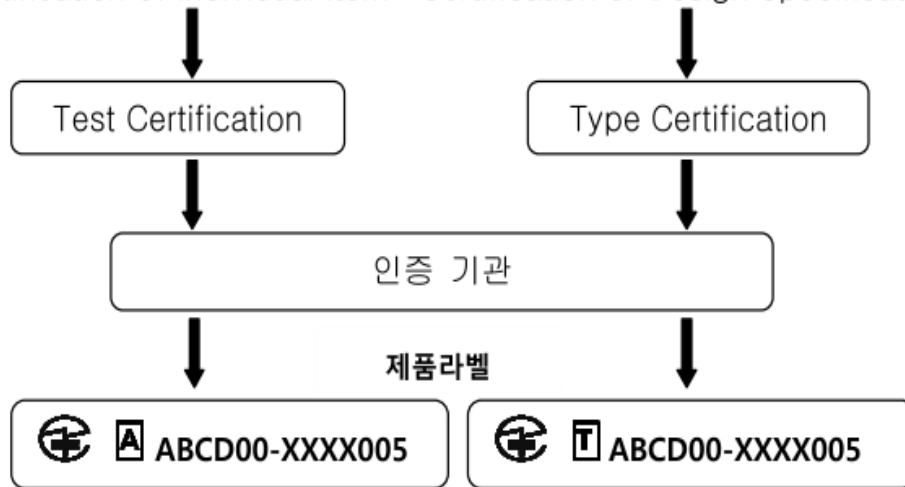 Test Certification
Type Certification
인증 기관
제품라벨
A ABCD00-XXXX005
T ABCD00-XXXX005